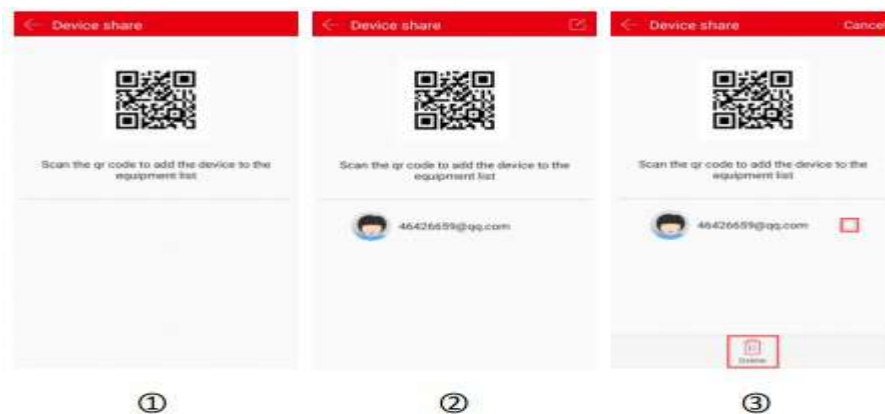 Device share
Scan the qr code to add the device to the
equipment list
①
Device share
Scan the qr code to add the device to the
equipment list
46426659@qq.com
②
Device share
Cancel
Scan the qr code to add the device to the
equipment list
46426659@qq.com
Delete
③